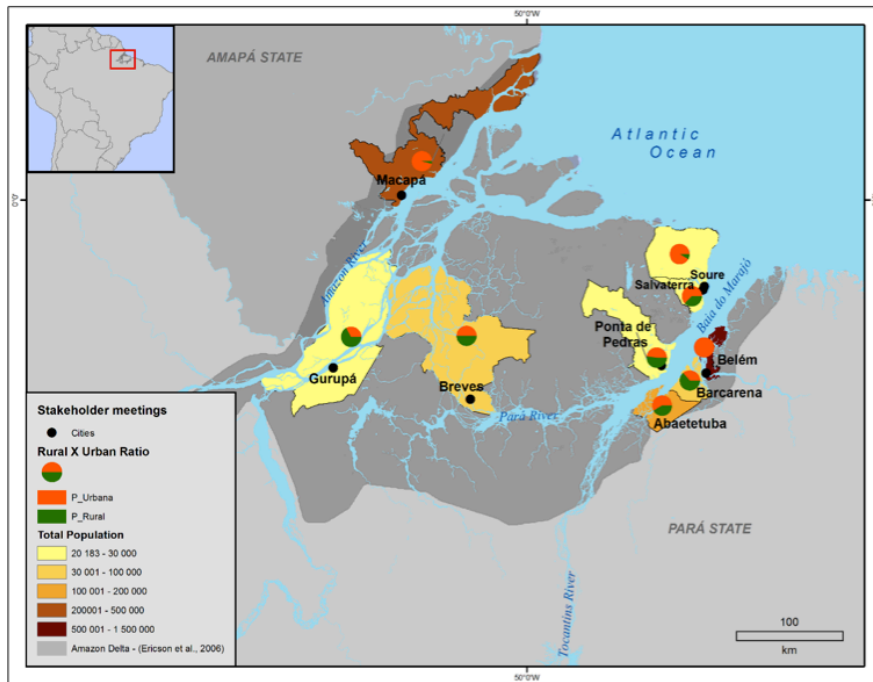 50°0'W
AMAPÁ STATE
Atlantic
Ocean
Macapá
0°
Amazon River
Soure
Salvaterra
Baia do Marajó
Ponta de
Pedras
Belém
Gurupá
Breves
Barcarena
Pará River
Abaetetuba
PARÁ STATE
Tocantins River
Stakeholder meetings
Cities
Rural X Urban Ratio
P_Urbana
P_Rural
Total Population
20 183 - 30 000
30 001 - 100 000
100 001 - 200 000
200001 - 500 000
500 001 - 1 500 000
Amazon Delta - (Ericson et al., 2006)
100
km
50°0'W